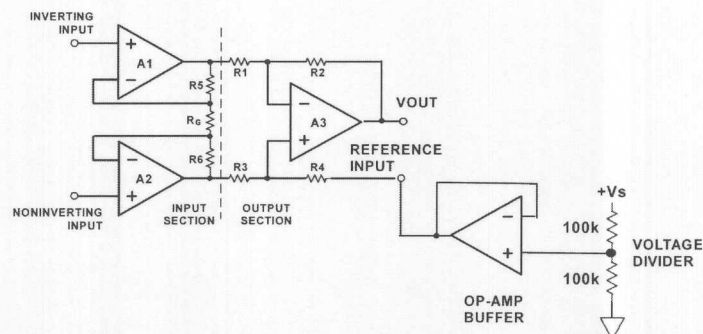 INVERTING
INPUT
A1
R5
RG
R6
A2
NONINVERTING
INPUT
INPUT
SECTION
OUTPUT
SECTION
R1
R2
A3
R3
R4
VOUT
REFERENCE
INPUT
OP-AMP
BUFFER
+Vs
100k
100k
VOLTAGE
DIVIDER